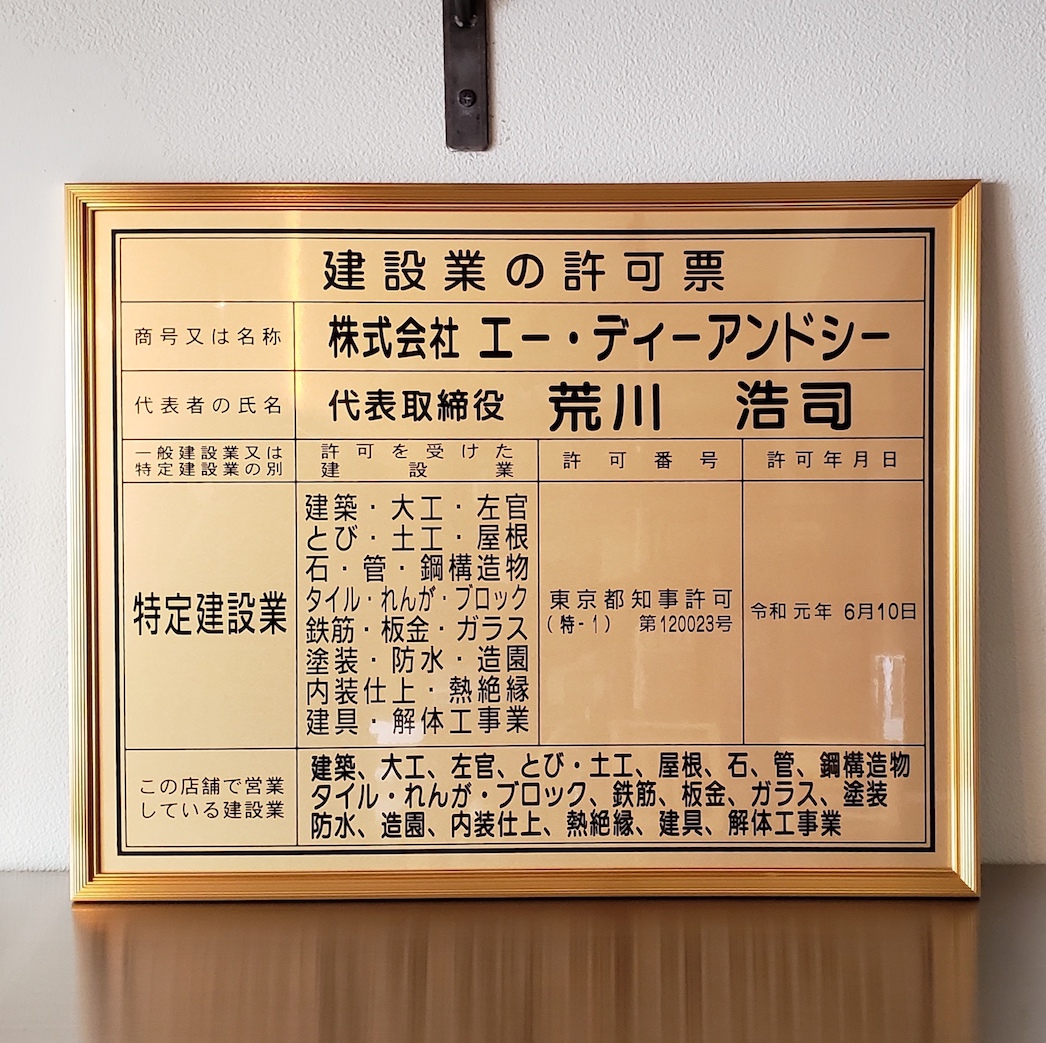 建設業の許可票
商号又は名称
株式会社 エー・ディーアンドシー
代表者の氏名
代表取締役 荒川 浩司
一般建設業又は
特定建設業の別
許可を受けた
建設業
許可番号
許可年月日
特定建設業
建築・大工・左官
とび・土工・屋根
石・管・鋼構造物
タイル・れんが・ブロック
鉄筋・板金・ガラス
塗装・防水・造園
内装仕上・熱絶縁
建具・解体工事業
東京都知事許可
(特-1) 第120023号
令和元年 6月10日
この店舗で営業
している建設業
建築、大工、左官、とび・土工、屋根、石、管、鋼構造物
タイル・れんが・ブロック、鉄筋、板金、ガラス、塗装
防水、造園、内装仕上、熱絶縁、建具、解体工事業